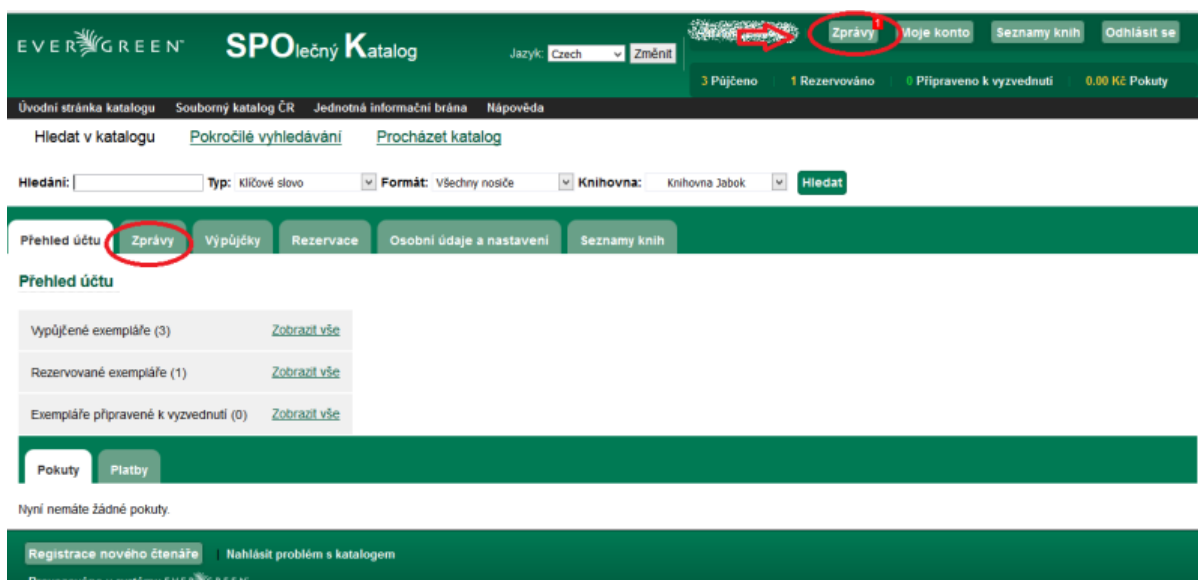 EVERGREEN SPOlečný Katalog Jazyk: Czech Změnit Zprávy 1 Moje konto Seznamy knih Odhlásit se
3 Půjčeno 1 Rezervováno 0 Připraveno k vyzvednutí 0.00 Kč Pokuty
Úvodní stránka katalogu Souborný katalog ČR Jednotná informační brána Nápověda
Hledat v katalogu Pokročilé vyhledávání Procházet katalog
Hledání: Typ: Klíčové slovo Formát: Všechny nosiče Knihovna: Knihovna Jabok Hledat
Přehled účtu Zprávy Výpůjčky Rezervace Osobní údaje a nastavení Seznamy knih
Přehled účtu
Vypůjčené exempláře (3) Zobrazit vše
Rezervované exempláře (1) Zobrazit vše
Exempláře připravené k vyzvednutí (0) Zobrazit vše
Pokuty Platby
Nyní nemáte žádné pokuty.
Registrace nového čtenáře Nahlásit problém s katalogem